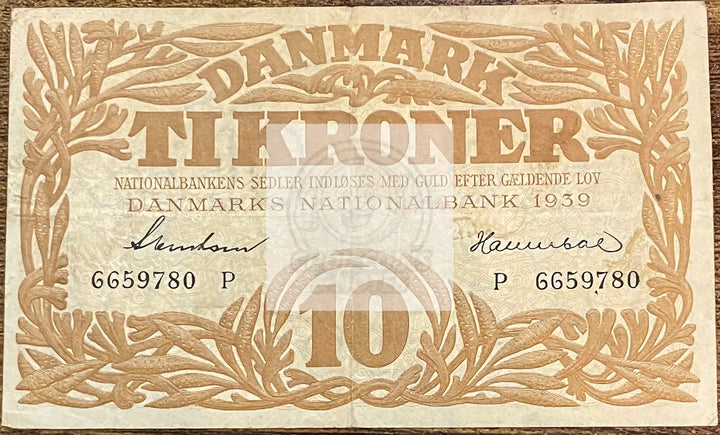 DANMARK
TI KRONER
NATIONALBANKENS SEDLER INDLØSES MED GULD EFTER GÆLDENDE LOV
DANMARKS NATIONALBANK 1939
6659780 P P 6659780
10